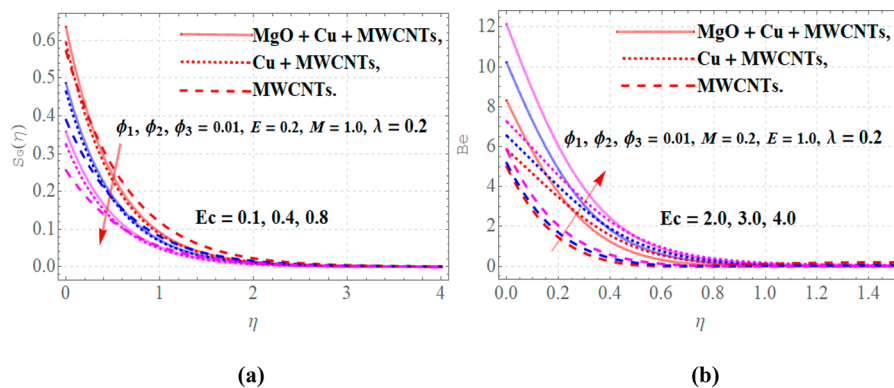 MgO + Cu + MWCNTs,
Cu + MWCNTs,
MWCNTs.
ϕ1, ϕ2, ϕ3 = 0.01, E = 0.2, M = 1.0, λ = 0.2
Ec = 0.1, 0.4, 0.8
SG(η)
0.6
0.5
0.4
0.3
0.2
0.1
0.0
0 1 2 3 4
η
(a)
MgO + Cu + MWCNTs,
Cu + MWCNTs,
MWCNTs.
ϕ1, ϕ2, ϕ3 = 0.01, M = 0.2, E = 1.0, λ = 0.2
Ec = 2.0, 3.0, 4.0
Be
12
10
8
6
4
2
0
0.0 0.2 0.4 0.6 0.8 1.0 1.2 1.4
η
(b)